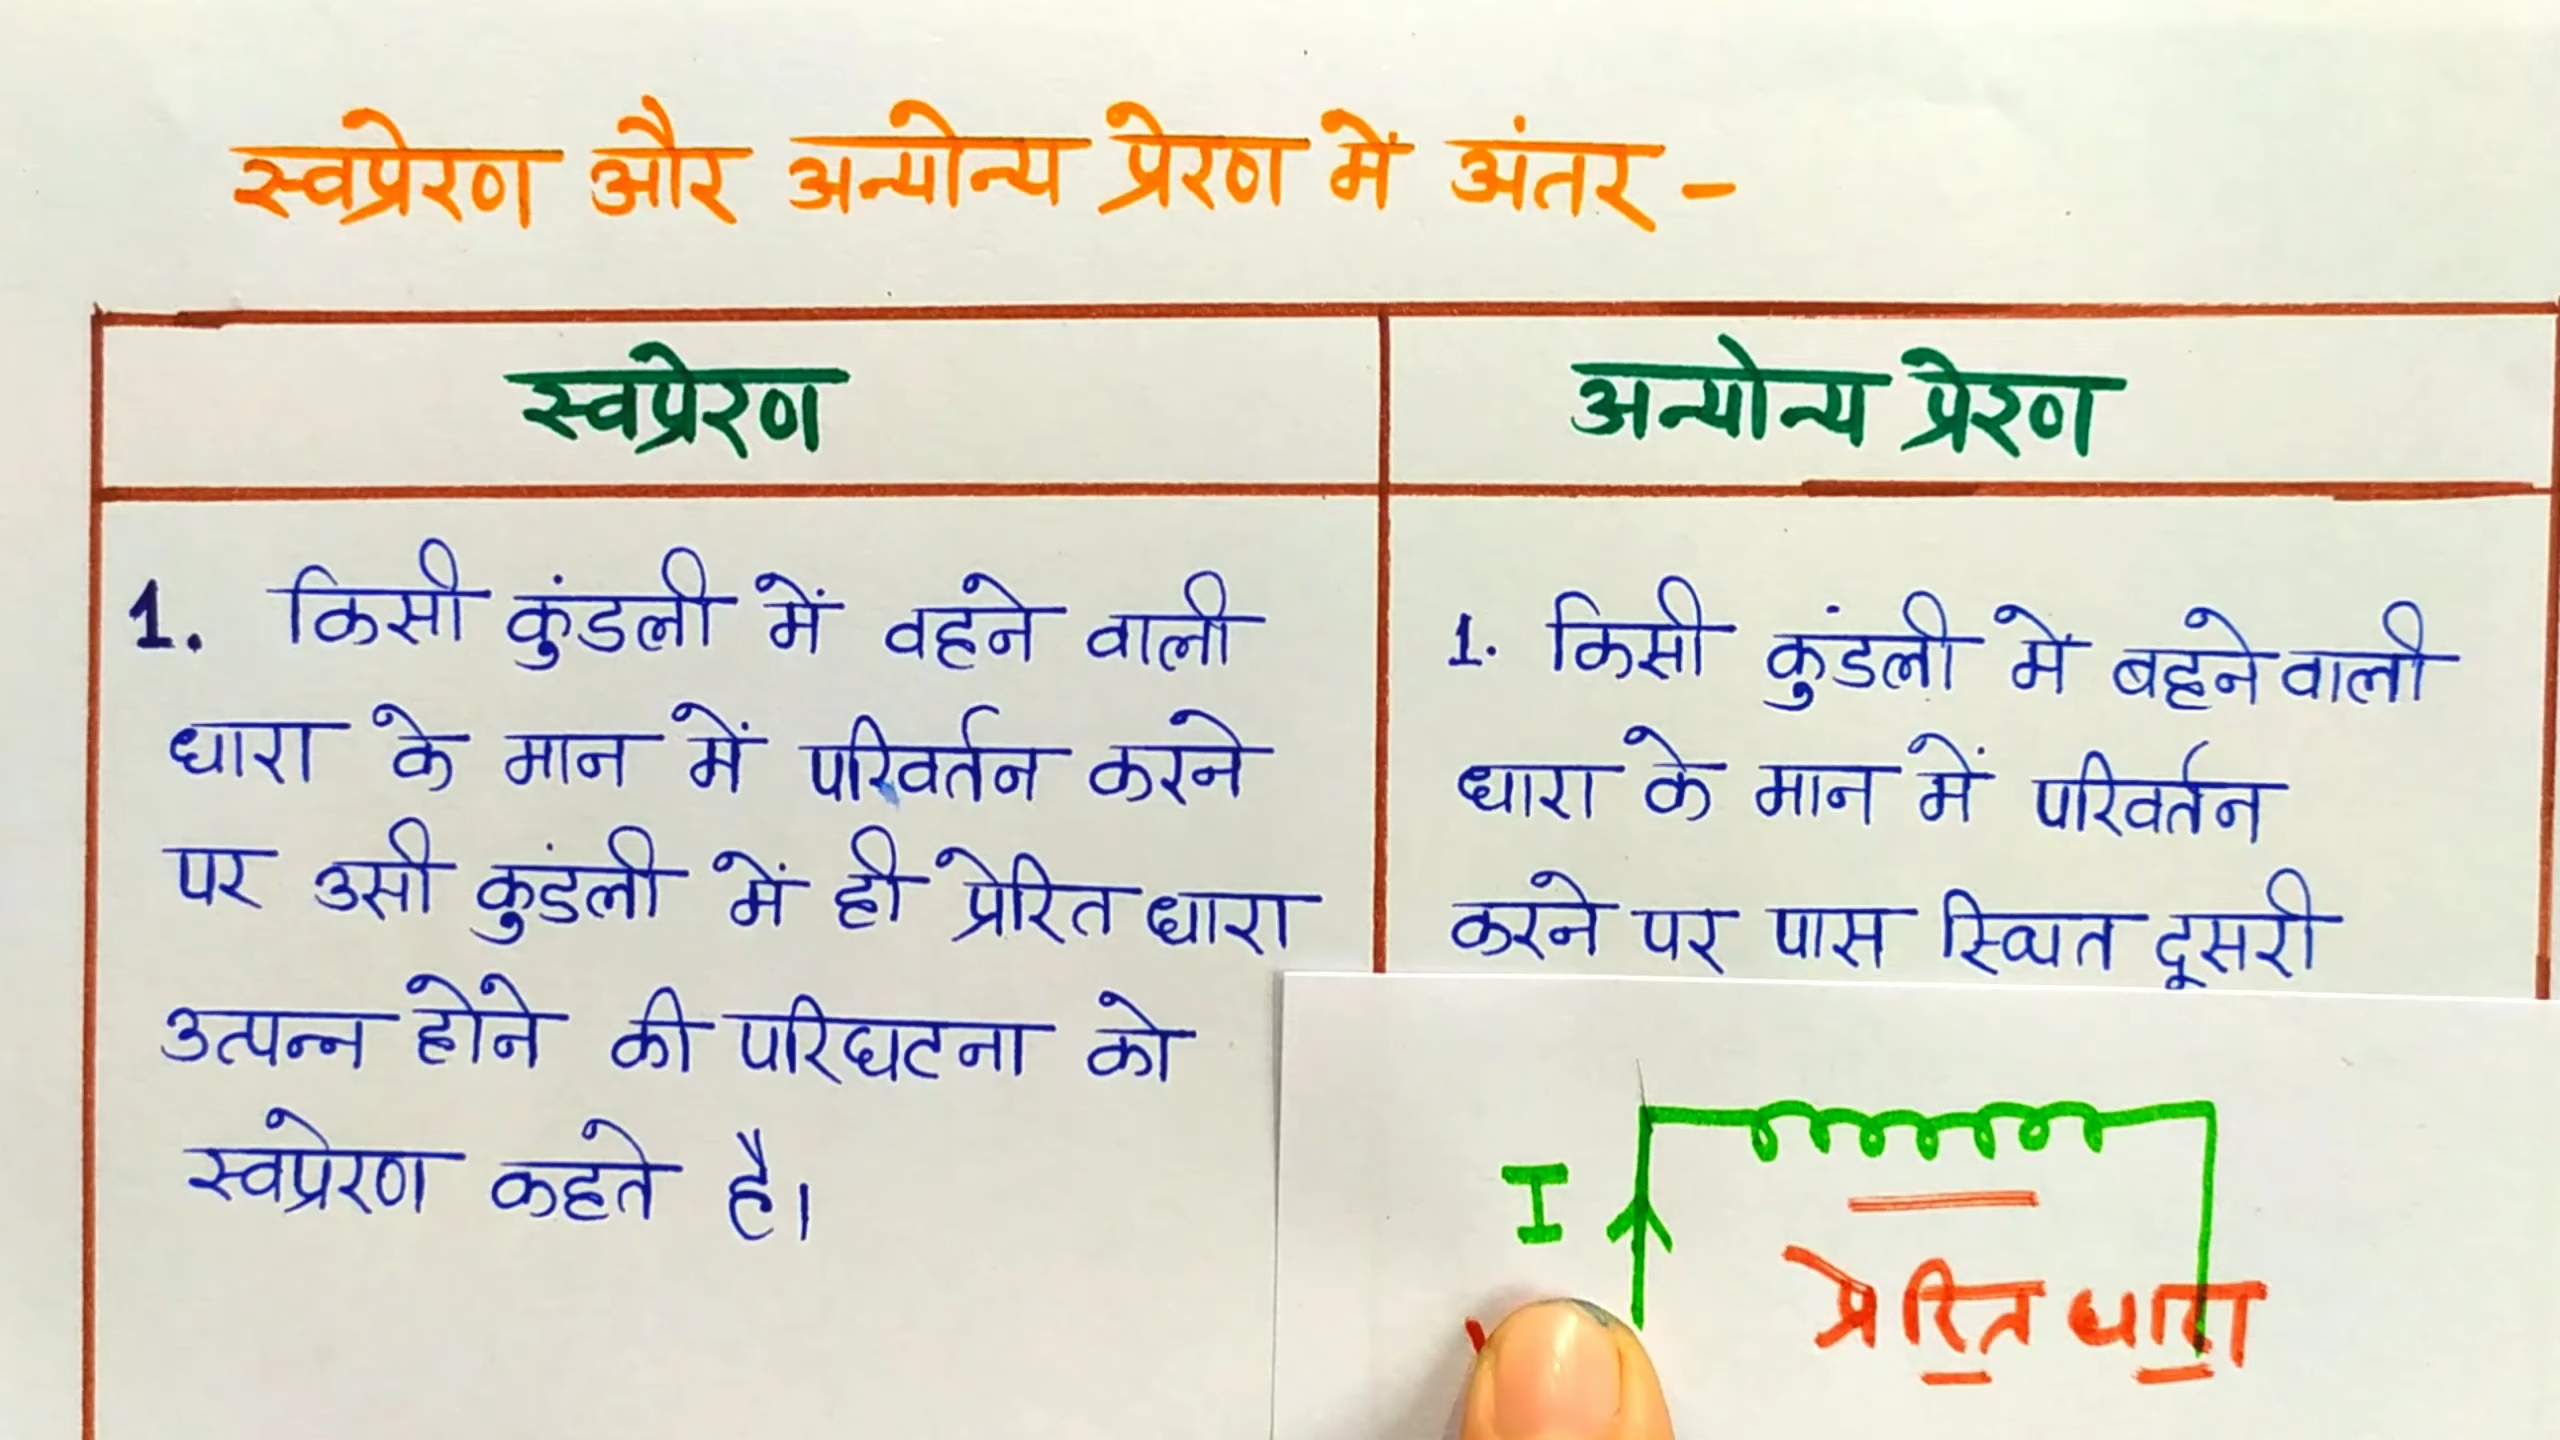 स्वप्रेरण और अन्योन्य प्रेरण में अंतर -
स्वप्रेरण
अन्योन्य प्रेरण
1. किसी कुंडली में वहने वाली
धारा के मान में परिवर्तन करने
पर उसी कुंडली में ही प्रेरित धारा
उत्पन्न होने की परिघटना को
स्वप्रेरण कहते है।
1. किसी कुंडली में बहने वाली
धारा के मान में परिवर्तन
करने पर पास स्थित दूसरी
I
प्रेरित धारा